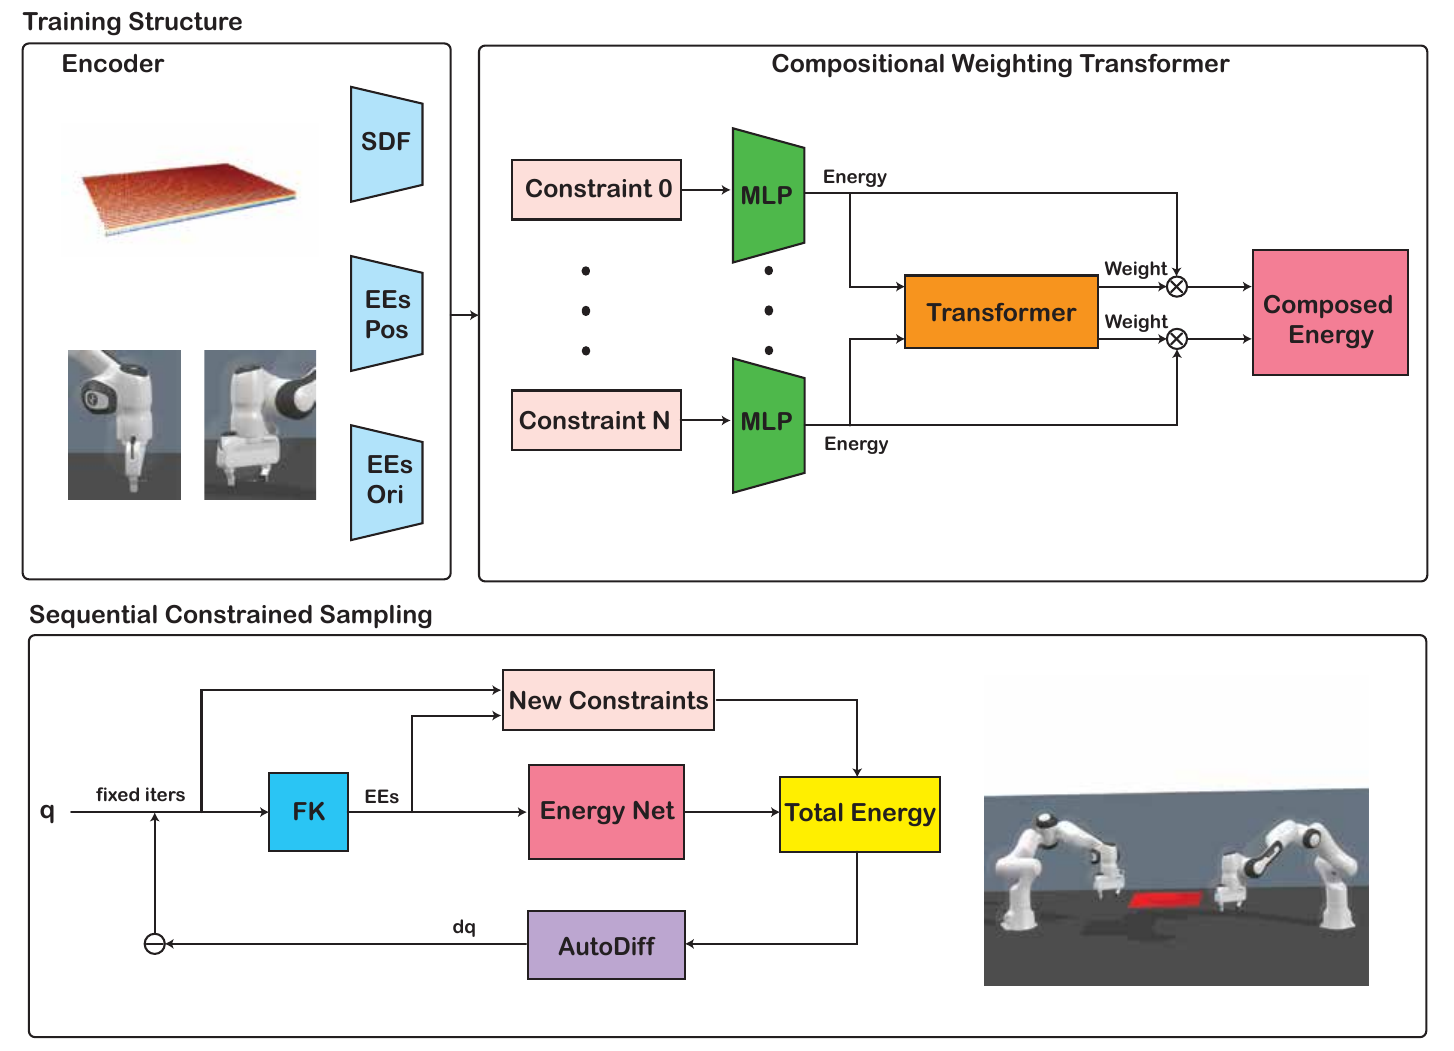 Training Structure
Encoder
SDF
EEs
Pos
EEs
Ori
Compositional Weighting Transformer
Constraint 0
MLP
Energy
Transformer
Weight
Weight
Composed
Energy
Constraint N
MLP
Energy
Sequential Constrained Sampling
New Constraints
q
fixed iters
FK
EEs
Energy Net
Total Energy
dq
AutoDiff